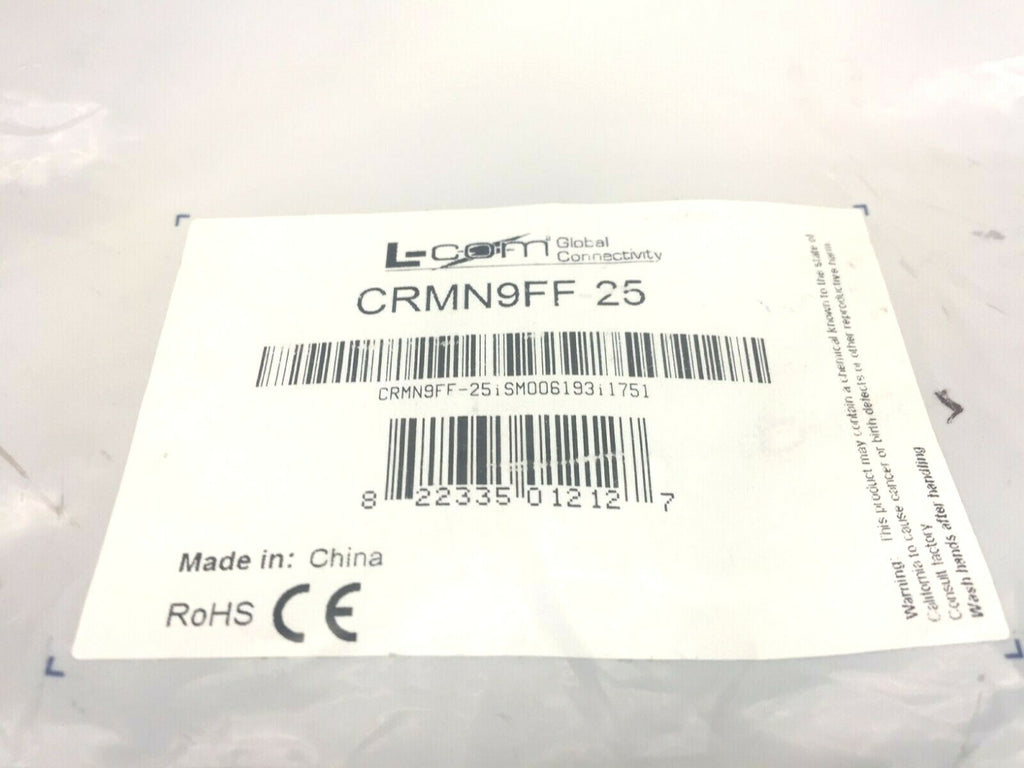 L-com Global
Connectivity
CRMN9FF-25
CRMN9FF-25iSM006193i1751
8 22335 01212 7
Made in: China
RoHS CE
Warning: This product may contain a chemical known to the state of
California to cause cancer or birth defects or other reproductive harm.
Consult factory
Wash hands after handling